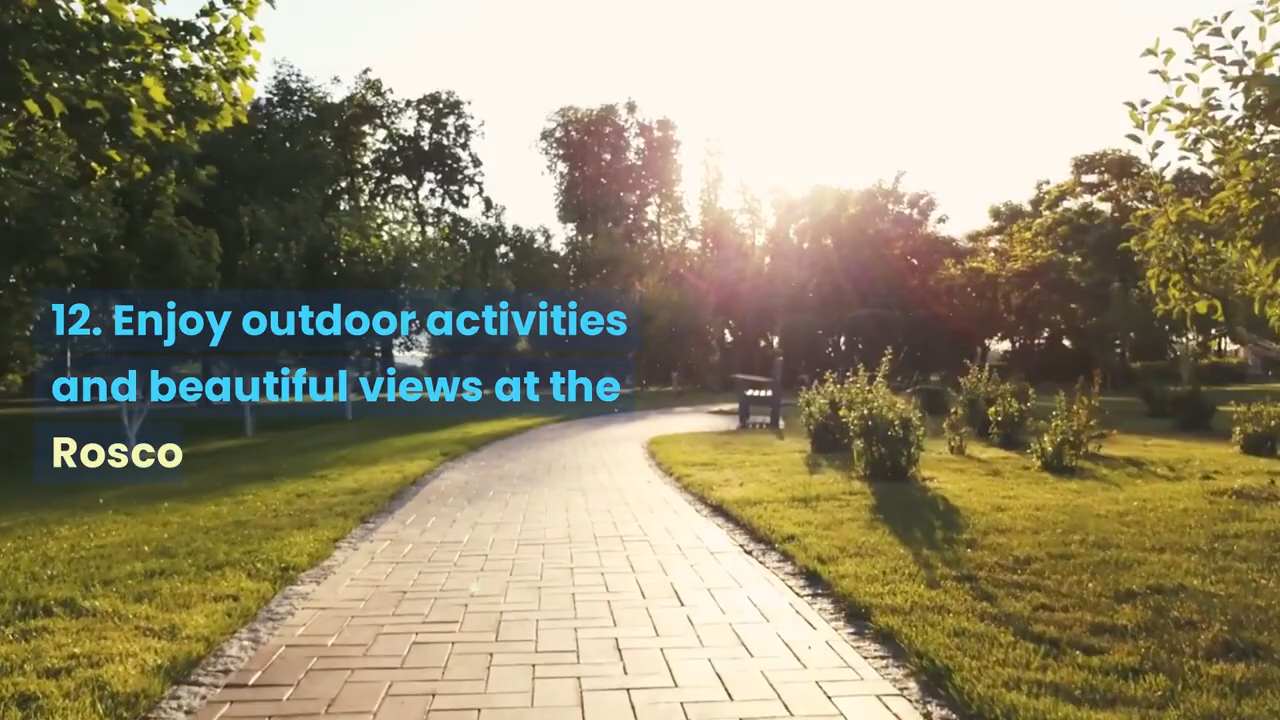 12. Enjoy outdoor activities
and beautiful views at the
Rosco